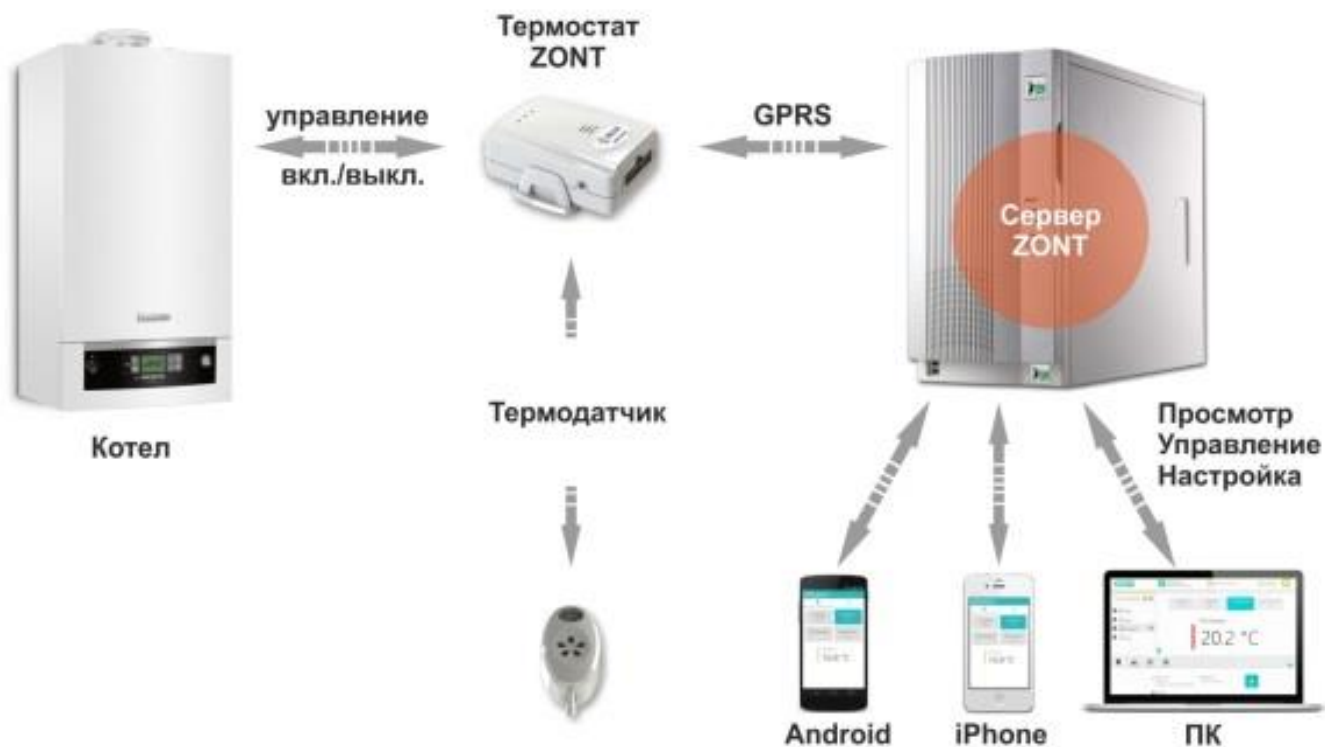 Термостат
ZONT
управление
вкл./выкл.
GPRS
Сервер
ZONT
Котел
Термодатчик
Просмотр
Управление
Настройка
20.2 °C
Android
iPhone
ПК